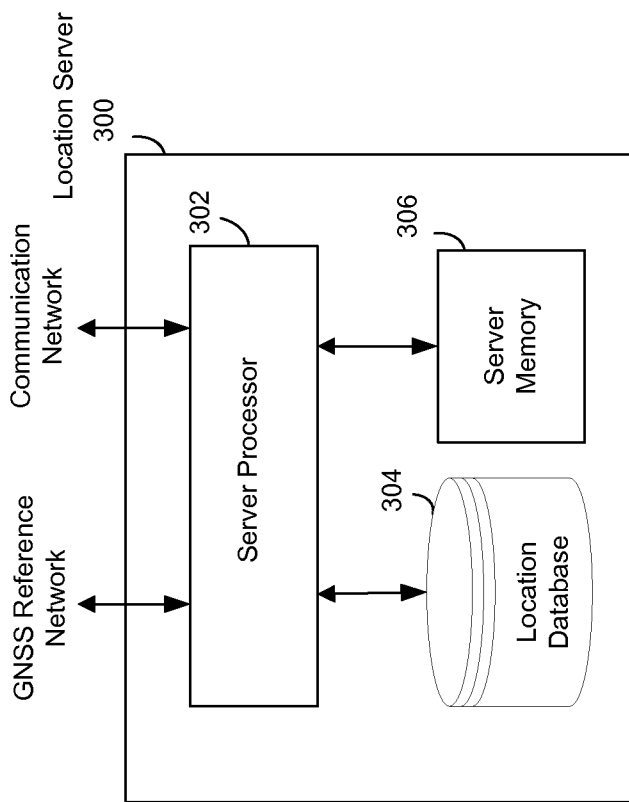 GNSS Reference
Network
Communication
Network
Location Server
300
302
Server Processor
304
Location
Database
306
Server
Memory